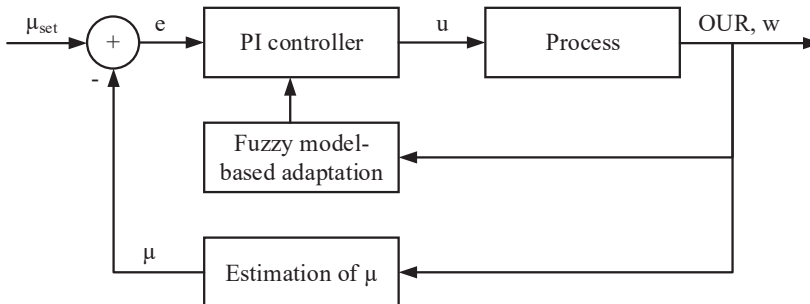 μset
e
PI controller
u
Process
OUR, w
+
-
Fuzzy model-
based adaptation
μ
Estimation of μ